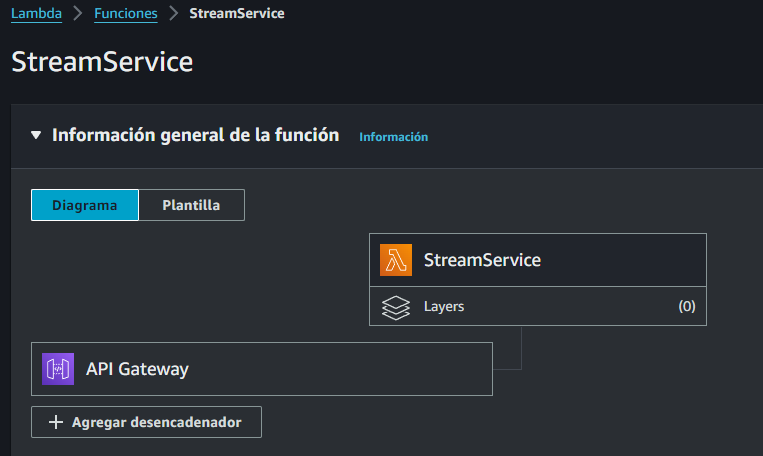 Lambda > Funciones > StreamService
StreamService
Información general de la función Información
Diagrama Plantilla
StreamService
Layers (0)
API Gateway
+ Agregar desencadenador